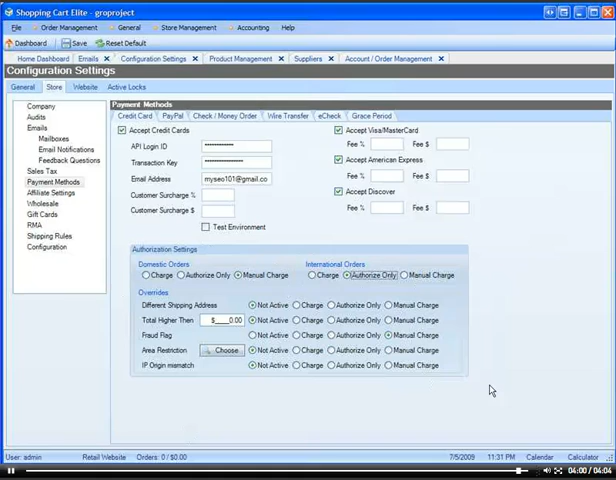 Shopping Cart Elite - groproject
File Order Management General Store Management Accounting Help
Dashboard Save Reset Default
Home Dashboard Emails Configuration Settings Product Management Suppliers Account / Order Management
Configuration Settings
General Store Website Active Locks
Company
Audits
Emails
Mailboxes
Email Notifications
Feedback Questions
Sales Tax
Payment Methods
Affiliate Settings
Wholesale
Gift Cards
RMA
Shipping Rules
Configuration
Payment Methods
Credit Card PayPal Check / Money Order Wire Transfer eCheck Grace Period
Accept Credit Cards
API Login ID
Transaction Key
Email Address myseo101@gmail.co
Customer Surcharge %
Customer Surcharge $
Test Environment
Accept Visa/MasterCard
Fee % Fee $
Accept American Express
Fee % Fee $
Accept Discover
Fee % Fee $
Authorization Settings
Domestic Orders International Orders
Charge Authorize Only Manual Charge Charge Authorize Only Manual Charge
Overrides
Different Shipping Address Not Active Charge Authorize Only Manual Charge
Total Higher Then $____0.00 Not Active Charge Authorize Only Manual Charge
Fraud Flag Not Active Charge Authorize Only Manual Charge
Area Restriction Choose Not Active Charge Authorize Only Manual Charge
IP Origin mismatch Not Active Charge Authorize Only Manual Charge
User: admin Retail Website Orders: 0 / $0.00 7/5/2009 11:31 PM Calendar Calculator
04:00 / 04:04